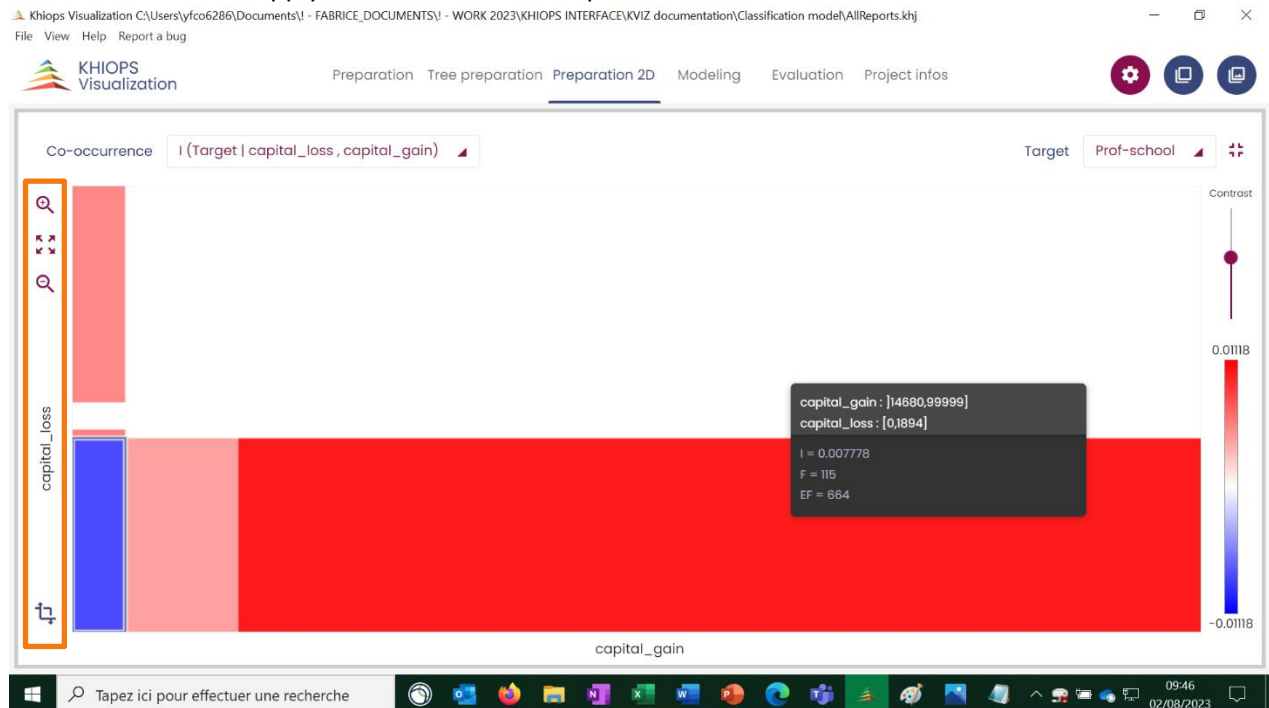 Khiops Visualization C:\Users\yfco6286\Documents\! - FABRICE_DOCUMENTS\! - WORK 2023\KHIOPS INTERFACE\KVIZ documentation\Classification model\AllReports.khj
File View Help Report a bug
KHIOPS
Visualization
Preparation Tree preparation Preparation 2D Modeling Evaluation Project infos
Co-occurrence I (Target | capital_loss , capital_gain) Target Prof-school
Contrast
0.01118
capital_gain : ]14680,99999]
capital_loss : [0,1894]
I = 0.007778
F = 115
EF = 664
capital_loss
-0.01118
capital_gain
Tapez ici pour effectuer une recherche
09:46
02/08/2023